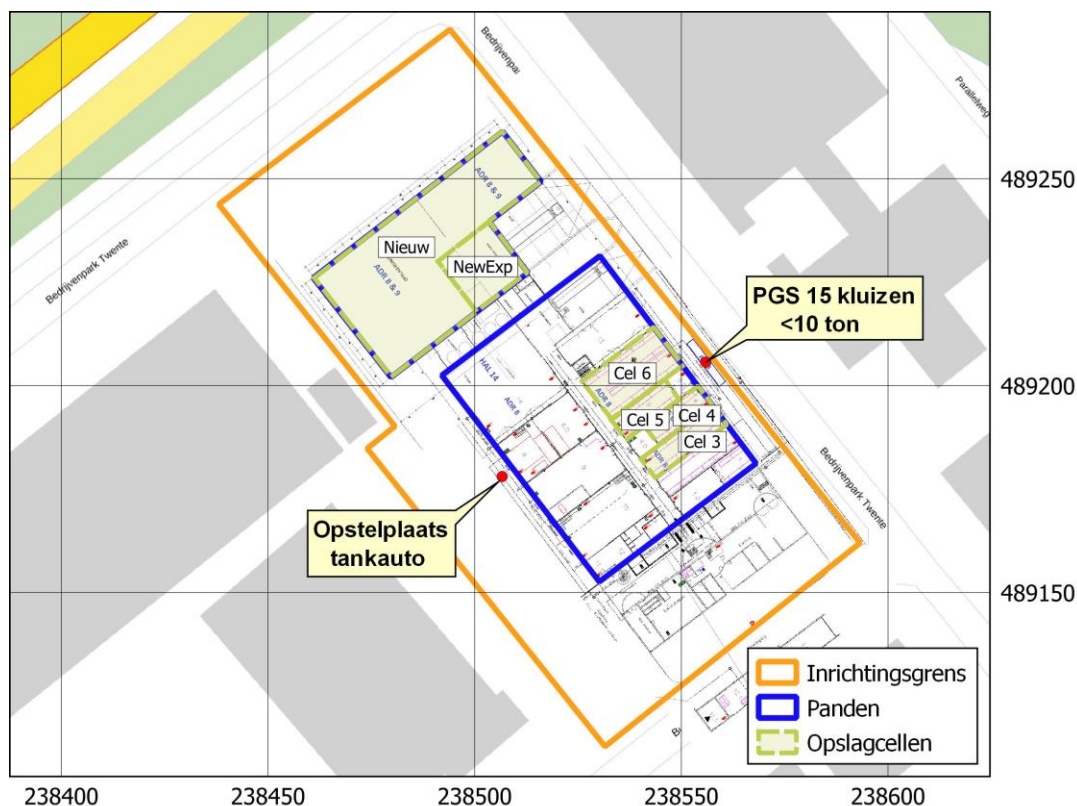 Bedrijvenpar
Parallelweg
489250
ADR 8 & 9
Nieuw
NewExp
Bedrijvenpark Twente
ADR 8 & 9
PGS 15 kluizen
<10 ton
HAL 14
ADR 8
Cel 6
489200
ADR 8
Cel 5
Cel 4
Cel 3
Bedrijvenpark Twente
Opstelplaats
tankauto
489150
Inrichtingsgrens
Panden
Opslagcellen
238400
238450
238500
238550
238600